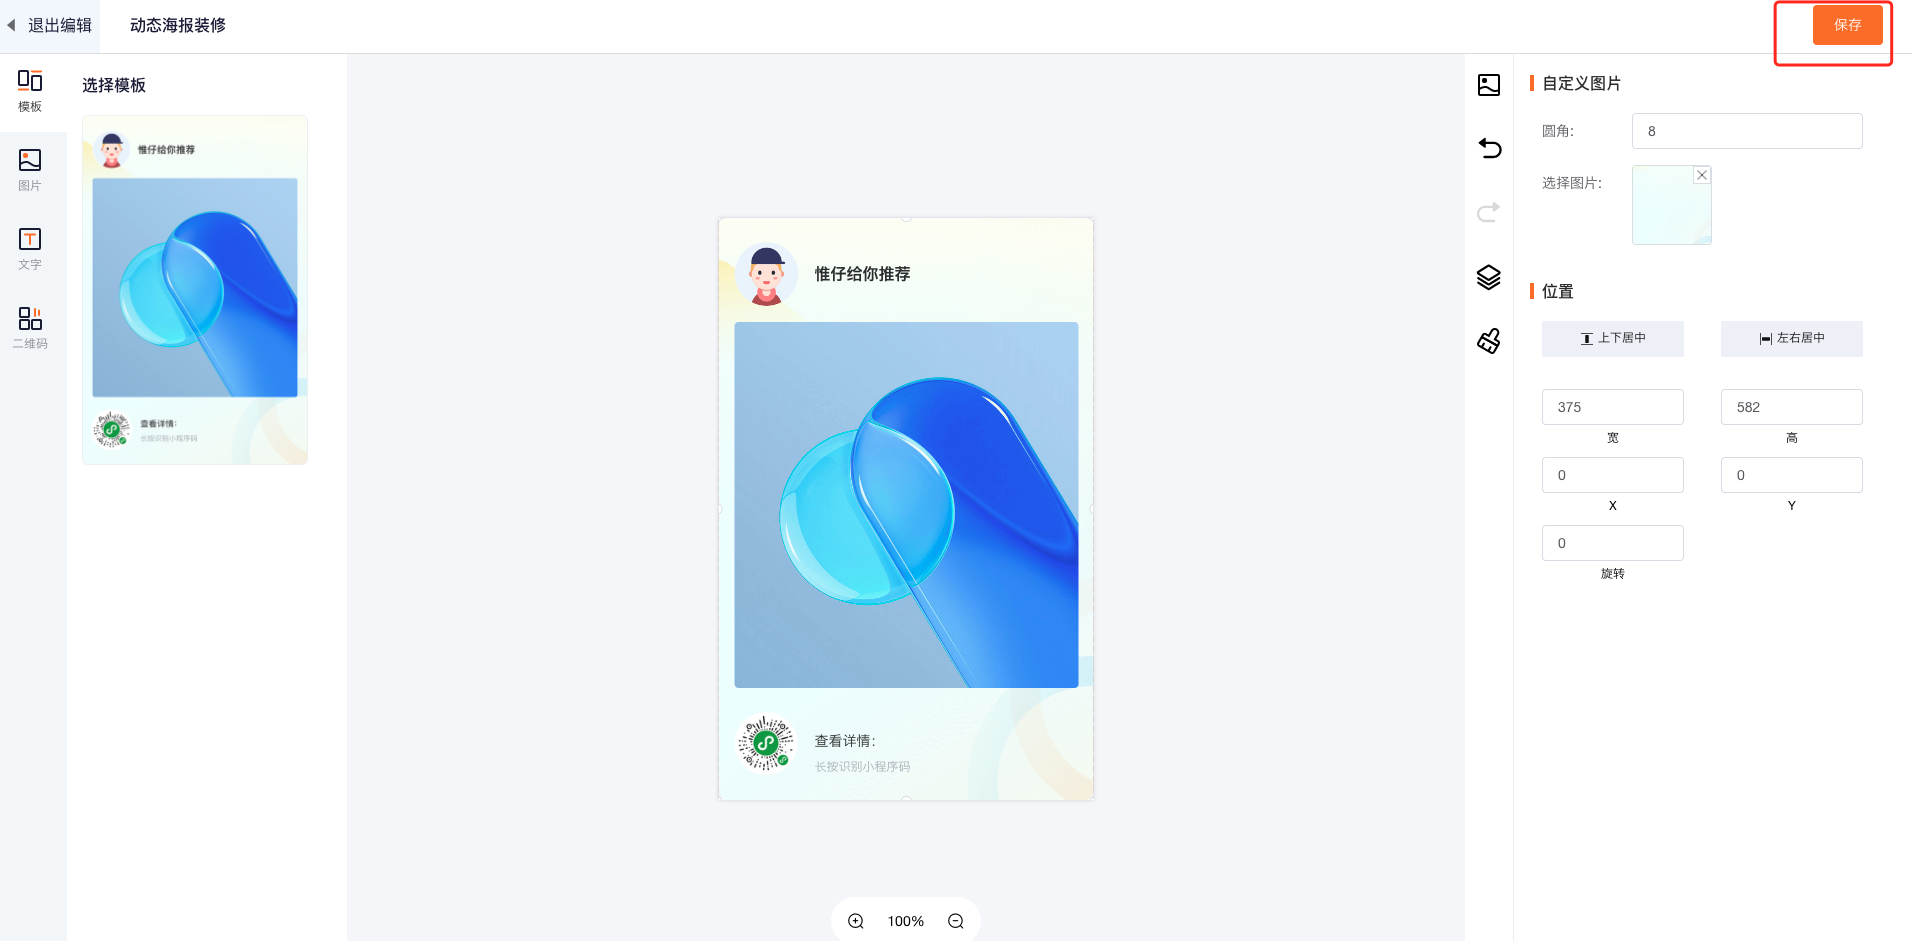 退出编辑
动态海报装修
保存
模板
图片
文字
二维码
选择模板
惟仔给你推荐
查看详情：
长按识别小程序码
惟仔给你推荐
查看详情：
长按识别小程序码
100%
自定义图片
圆角:
8
选择图片:
位置
上下居中
左右居中
375
582
宽
高
0
0
X
Y
0
旋转